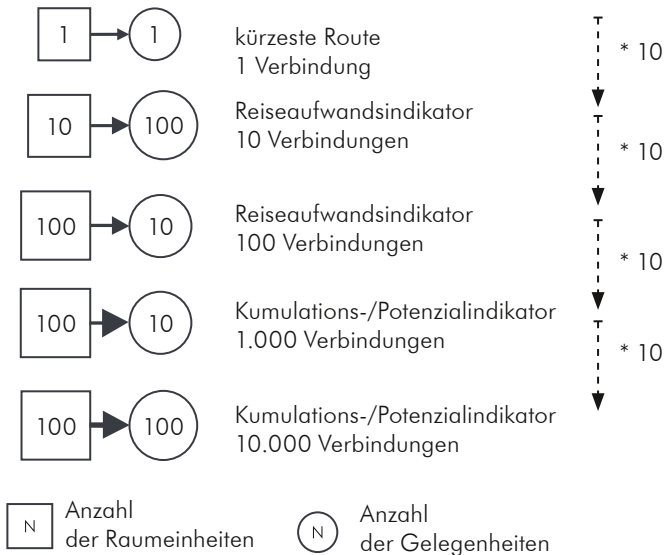 1 1 kürzeste Route
1 Verbindung
* 10
10 100 Reiseaufwandsindikator
10 Verbindungen
* 10
100 10 Reiseaufwandsindikator
100 Verbindungen
* 10
100 10 Kumulations-/Potenzialindikator
1.000 Verbindungen
* 10
100 100 Kumulations-/Potenzialindikator
10.000 Verbindungen
N Anzahl
der Raumeinheiten
N Anzahl
der Gelegenheiten